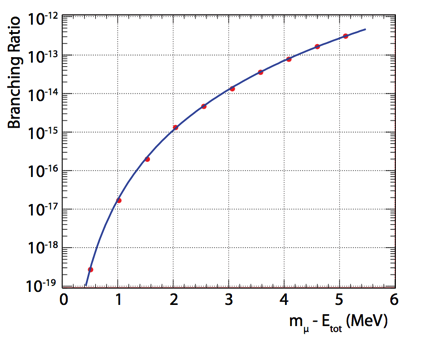 Branching Ratio
10⁻¹²
10⁻¹³
10⁻¹⁴
10⁻¹⁵
10⁻¹⁶
10⁻¹⁷
10⁻¹⁸
10⁻¹⁹
0 1 2 3 4 5 6
m_μ - E_tot (MeV)